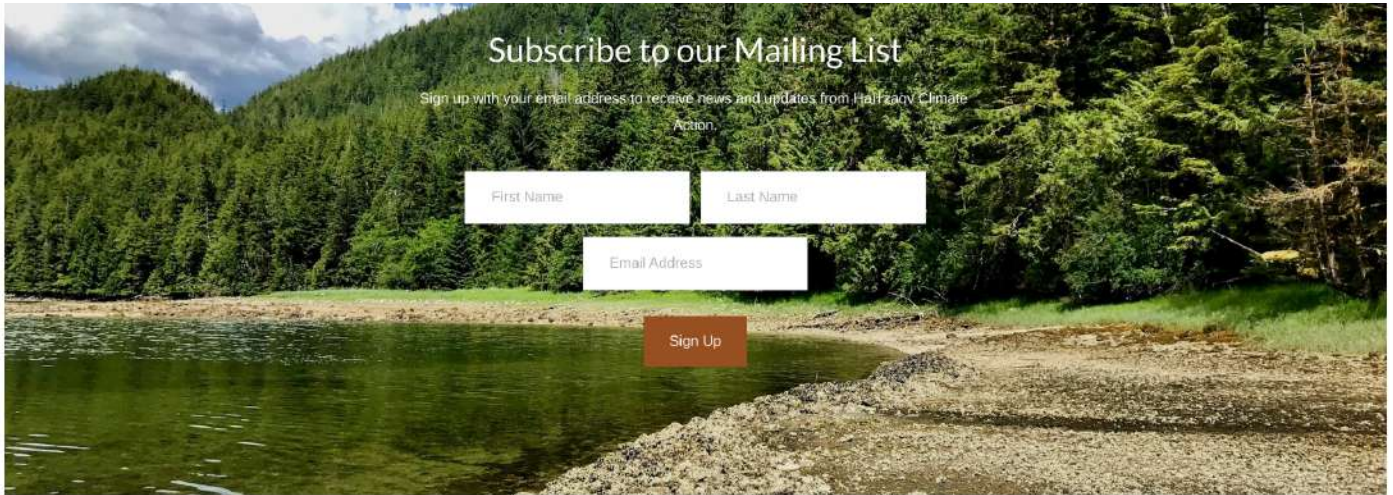 Subscribe to our Mailing List
Sign up with your email address to receive news and updates from Haíɫzaqv Climate
Action.
First Name
Last Name
Email Address
Sign Up